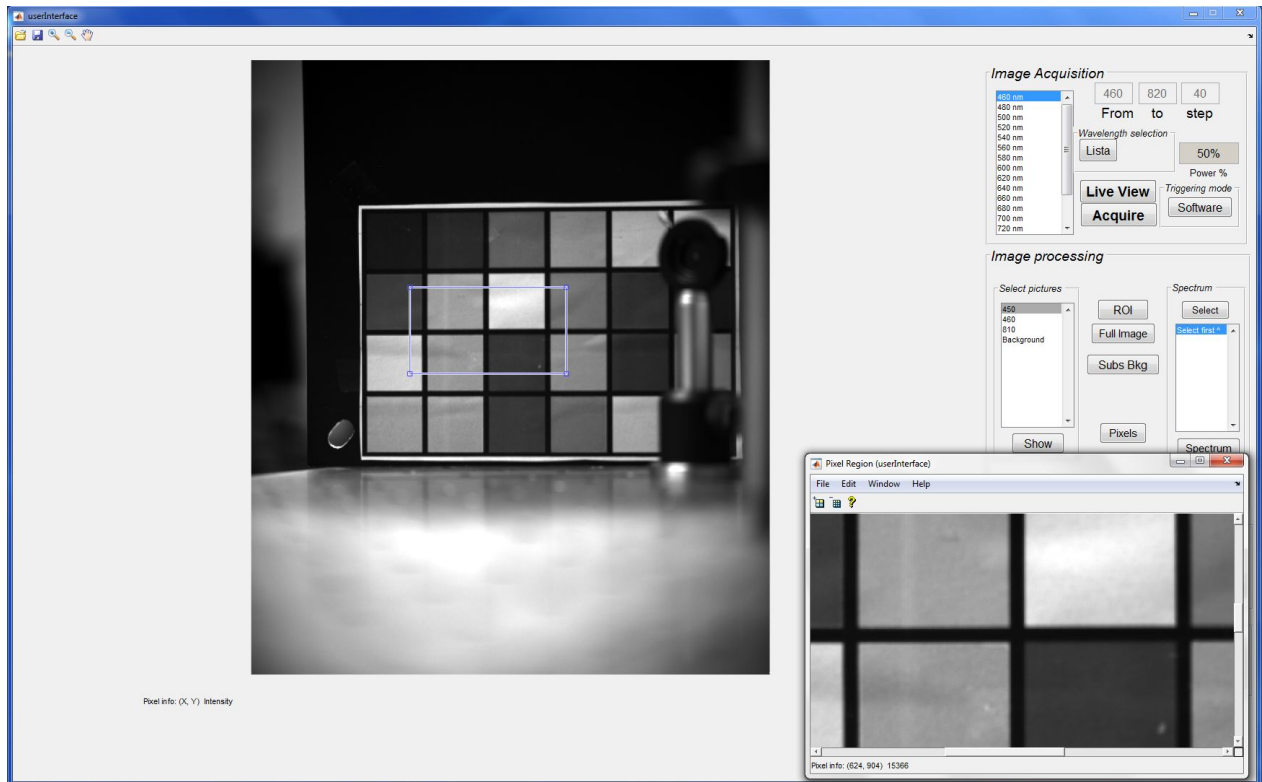 userInterface
Image Acquisition
460 nm
480 nm
500 nm
520 nm
540 nm
560 nm
580 nm
600 nm
620 nm
640 nm
660 nm
680 nm
700 nm
720 nm
460 820 40
From to step
Wavelength selection
Lista
50%
Power %
Live View
Acquire
Triggering mode
Software
Image processing
Select pictures
450
460
810
Background
Show
ROI
Full Image
Subs Bkg
Pixels
Spectrum
Select
Select first ^
Spectrum
Pixel info: (X, Y) Intensity
Pixel Region (userInterface)
File Edit Window Help
Pixel info: (624, 904) 15366